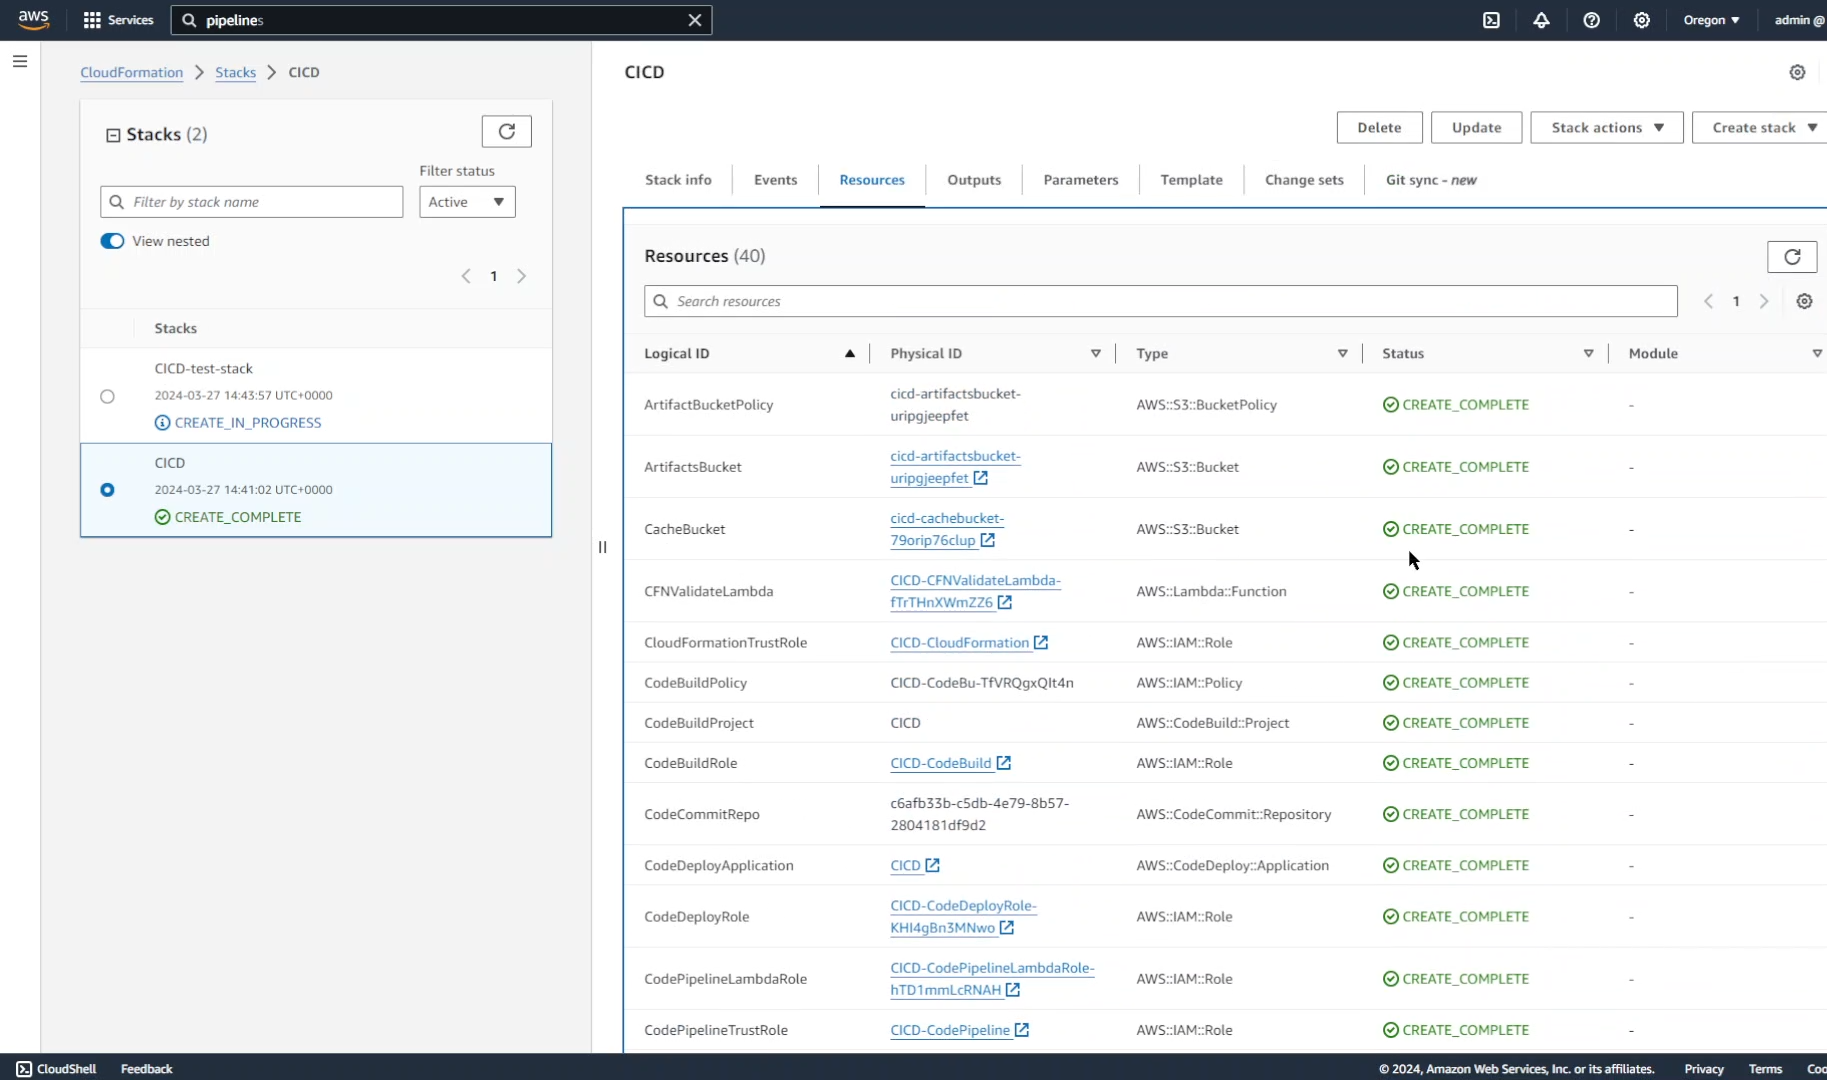 aws
Services
pipelines
Oregon
admin @
CloudFormation
Stacks
CICD
Stacks (2)
Filter status
Filter by stack name
Active
View nested
1
Stacks
CICD-test-stack
2024-03-27 14:43:57 UTC+0000
CREATE_IN_PROGRESS
CICD
2024-03-27 14:41:02 UTC+0000
CREATE_COMPLETE
CICD
Delete
Update
Stack actions
Create stack
Stack info
Events
Resources
Outputs
Parameters
Template
Change sets
Git sync - new
Resources (40)
Search resources
1
Logical ID
Physical ID
Type
Status
Module
ArtifactBucketPolicy
cicd-artifactsbucket-
uripgjeepfet
AWS::S3::BucketPolicy
CREATE_COMPLETE
-
ArtifactsBucket
cicd-artifactsbucket-
uripgjeepfet
AWS::S3::Bucket
CREATE_COMPLETE
-
CacheBucket
cicd-cachebucket-
79orip76clup
AWS::S3::Bucket
CREATE_COMPLETE
-
CFNValidateLambda
CICD-CFNValidateLambda-
fTrTHnXWmZZ6
AWS::Lambda::Function
CREATE_COMPLETE
-
CloudFormationTrustRole
CICD-CloudFormation
AWS::IAM::Role
CREATE_COMPLETE
-
CodeBuildPolicy
CICD-CodeBu-TfVRQgxQIt4n
AWS::IAM::Policy
CREATE_COMPLETE
-
CodeBuildProject
CICD
AWS::CodeBuild::Project
CREATE_COMPLETE
-
CodeBuildRole
CICD-CodeBuild
AWS::IAM::Role
CREATE_COMPLETE
-
CodeCommitRepo
c6afb33b-c5db-4e79-8b57-
2804181df9d2
AWS::CodeCommit::Repository
CREATE_COMPLETE
-
CodeDeployApplication
CICD
AWS::CodeDeploy::Application
CREATE_COMPLETE
-
CodeDeployRole
CICD-CodeDeployRole-
KHI4gBn3MNwo
AWS::IAM::Role
CREATE_COMPLETE
-
CodePipelineLambdaRole
CICD-CodePipelineLambdaRole-
hTD1mmLcRNAH
AWS::IAM::Role
CREATE_COMPLETE
-
CodePipelineTrustRole
CICD-CodePipeline
AWS::IAM::Role
CREATE_COMPLETE
-
CloudShell
Feedback
© 2024, Amazon Web Services, Inc. or its affiliates.
Privacy
Terms
Coo